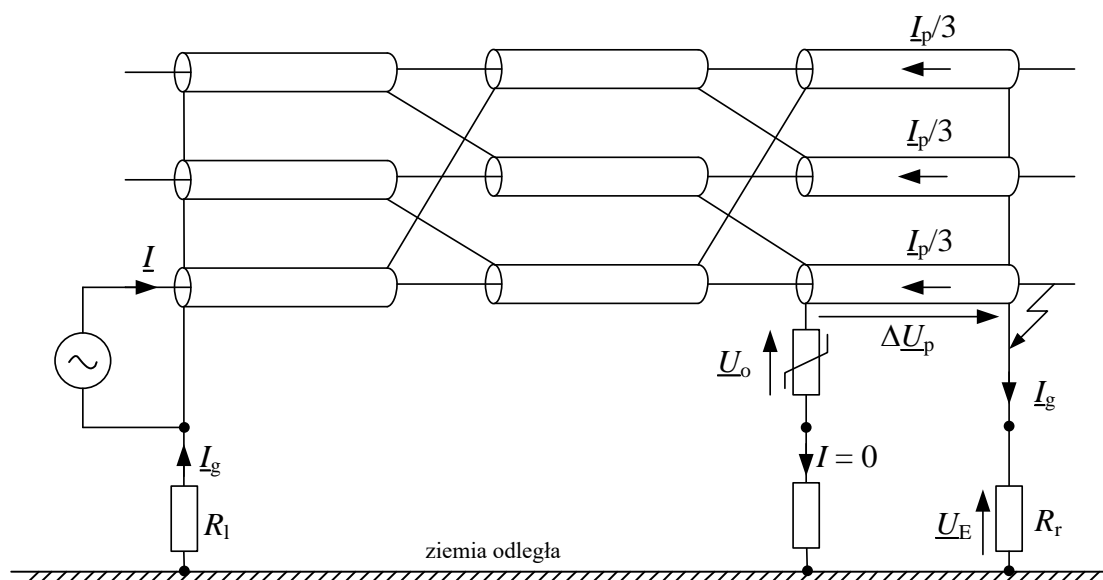 I_p/3
I_p/3
I_p/3
I
ΔU_p
U_o
I_g
I = 0
I_g
R_l
U_E
R_r
ziemia odległa